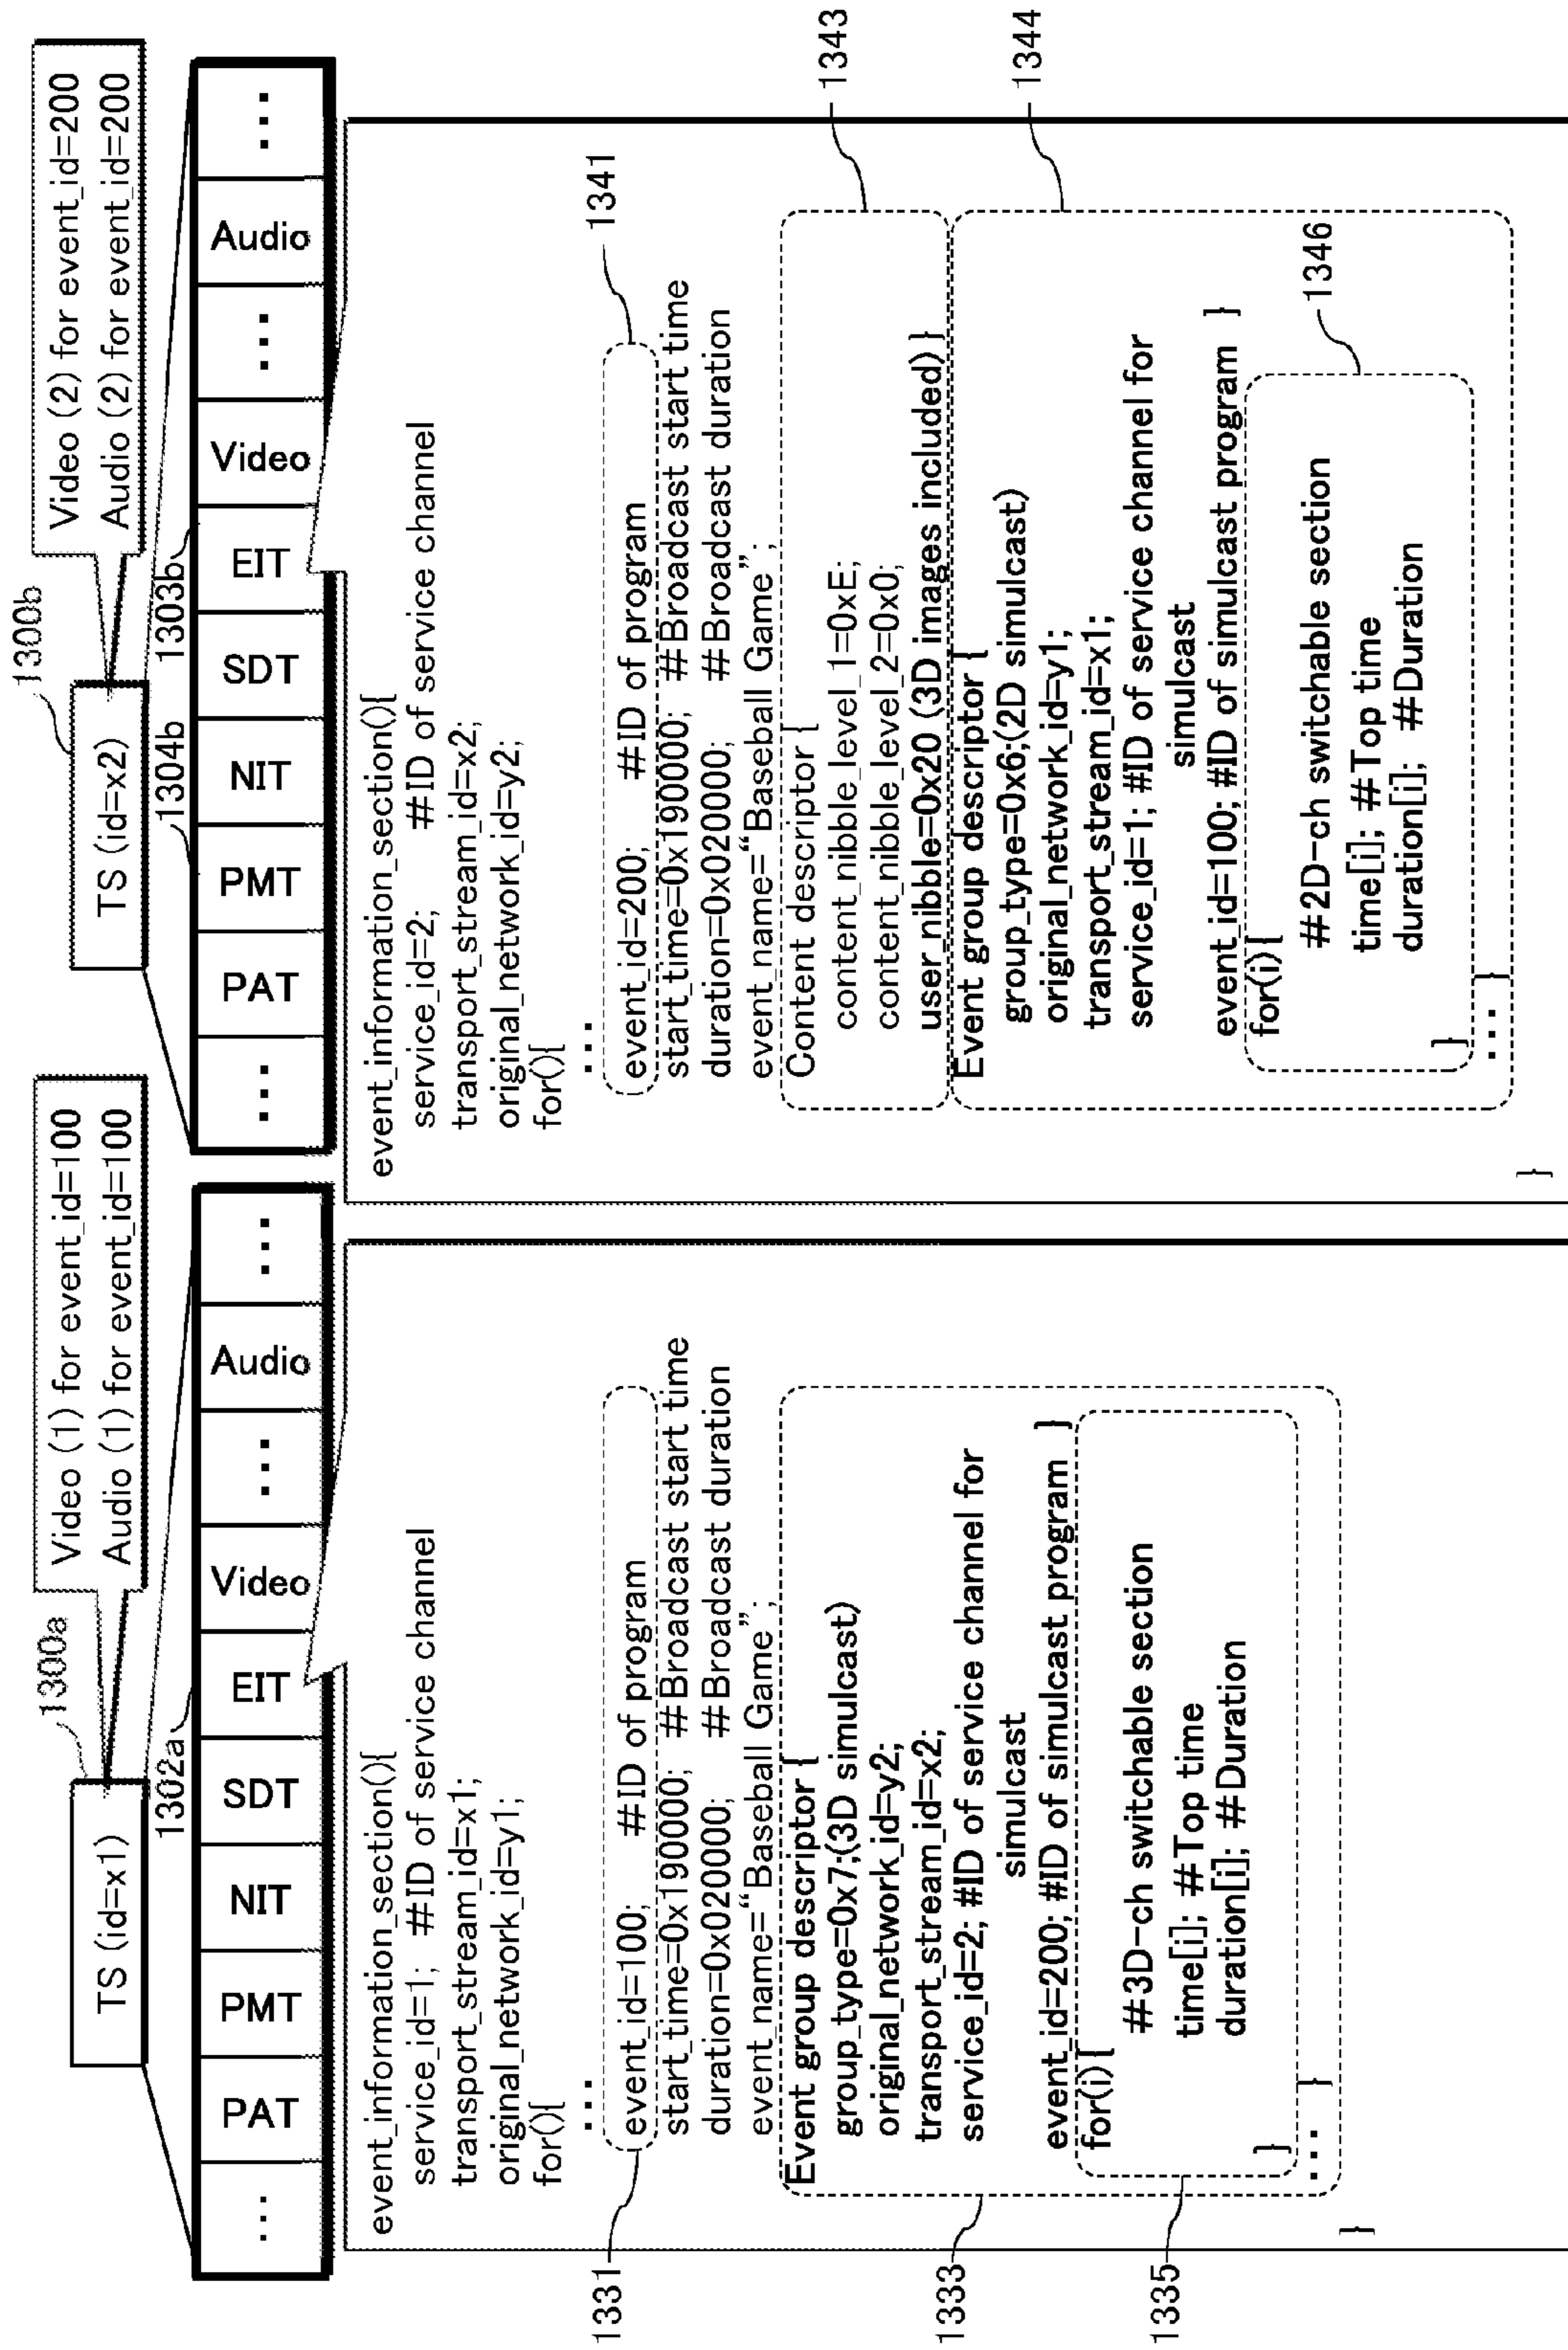 1300a
TS (id=x1)
Video (1) for event_id=100
Audio (1) for event_id=100
1302a
... PAT PMT NIT SDT EIT Video ... Audio ...
event_information_section(){
service_id=1; #ID of service channel
transport_stream_id=x1;
original_network_id=y1;
for(){
...
1331
event_id=100; #ID of program
start_time=0x190000; #Broadcast start time
duration=0x020000; #Broadcast duration
event_name="Baseball Game";
1333
Event group descriptor {
group_type=0x7;(3D simulcast)
original_network_id=y2;
transport_stream_id=x2;
service_id=2; #ID of service channel for
simulcast
event_id=200; #ID of simulcast program }
1335
for(i){
#3D-ch switchable section
time[i]; #Top time
duration[i]; #Duration
}
... }
}
1300b
TS (id=x2)
Video (2) for event_id=200
Audio (2) for event_id=200
1304b 1303b
... PAT PMT NIT SDT EIT Video ... Audio ...
event_information_section(){
service_id=2; #ID of service channel
transport_stream_id=x2;
original_network_id=y2;
for(){
...
event_id=200; #ID of program
1341
start_time=0x190000; #Broadcast start time
duration=0x020000; #Broadcast duration
event_name="Baseball Game";
Content descriptor {
content_nibble_level_1=0xE;
content_nibble_level_2=0x0;
user_nibble=0x20 (3D images included) }
1343
Event group descriptor {
group_type=0x6;(2D simulcast)
original_network_id=y1;
transport_stream_id=x1;
service_id=1; #ID of service channel for
simulcast
event_id=100; #ID of simulcast program }
1344
for(i){
#2D-ch switchable section
time[i]; #Top time
duration[i]; #Duration
}
1346
... }
}